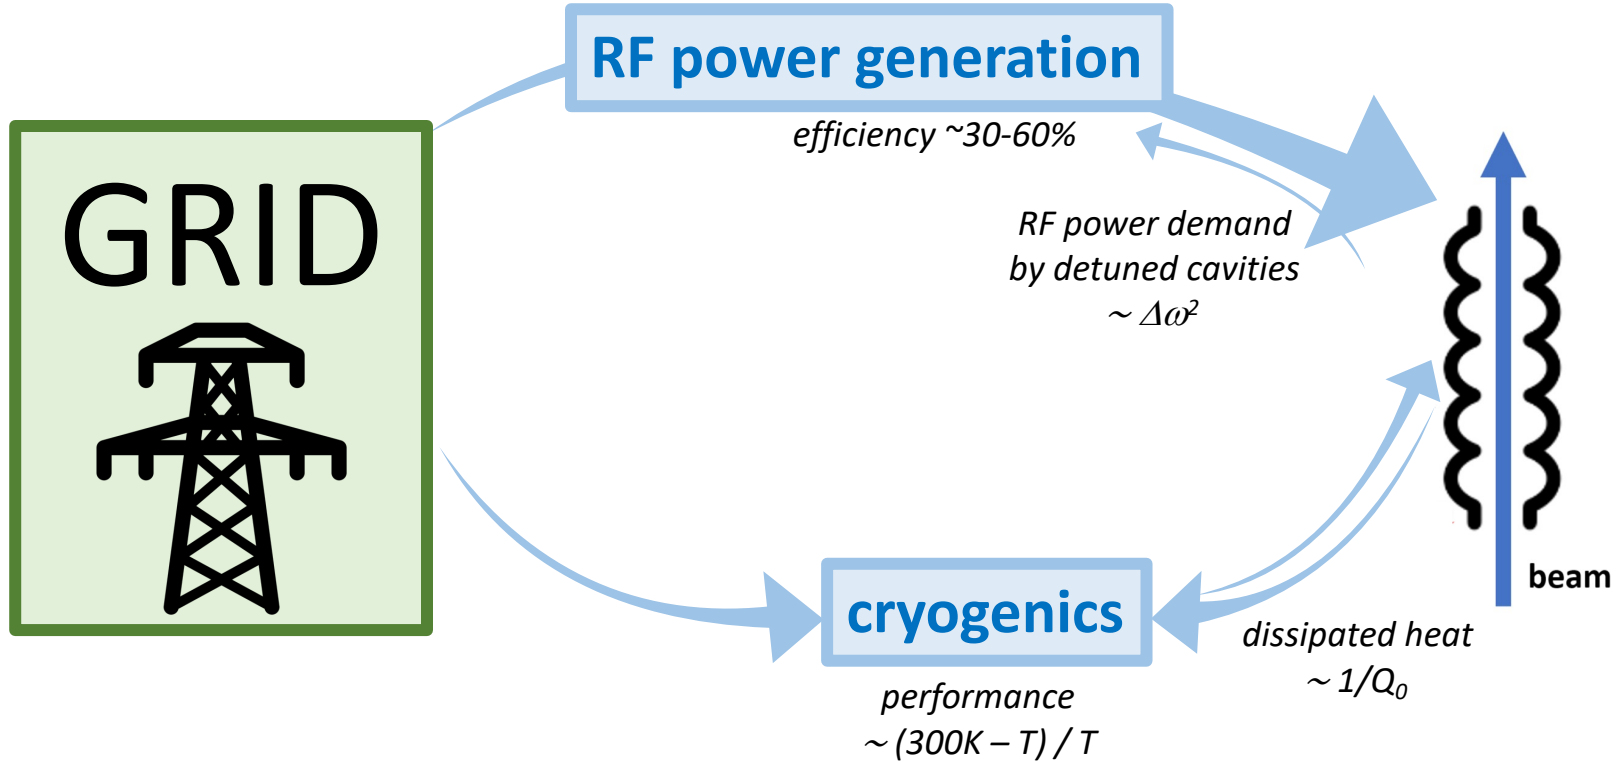 RF power generation
efficiency ~30-60%
GRID
RF power demand
by detuned cavities
~ Δω²
beam
cryogenics
dissipated heat
~ 1/Q₀
performance
~ (300K – T) / T